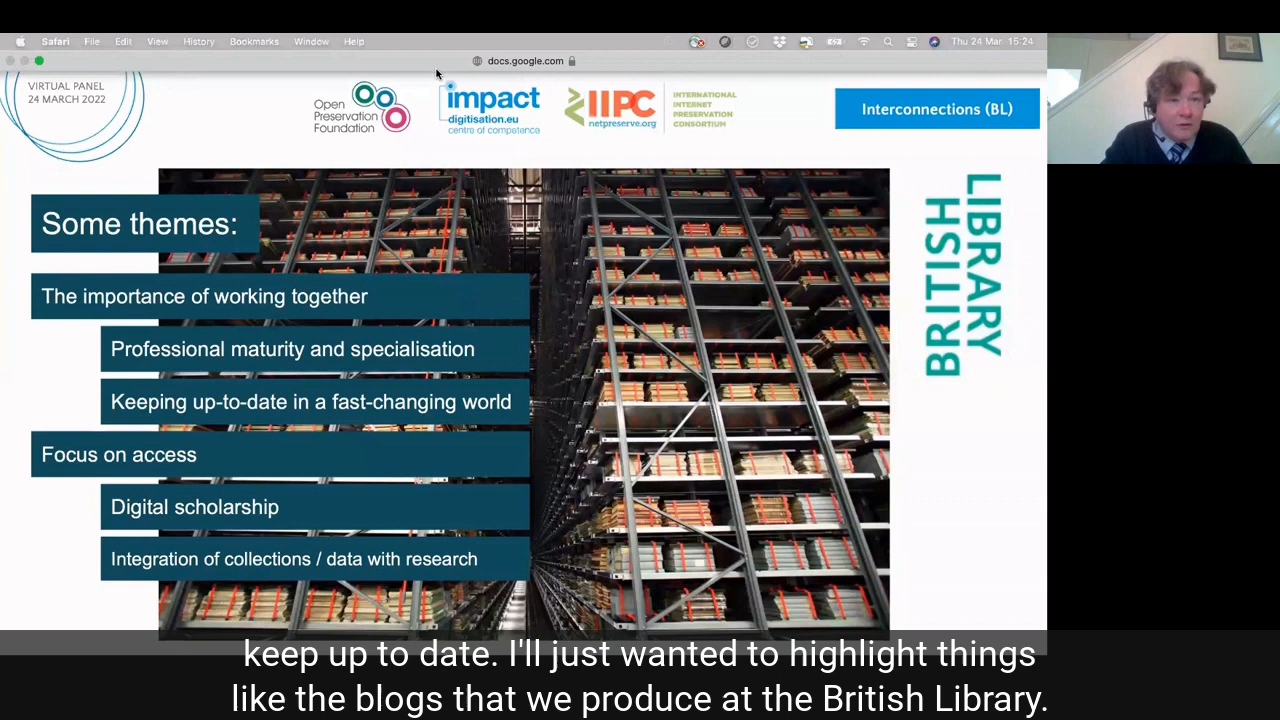 Safari File Edit View History Bookmarks Window Help Thu 24 Mar 15:24
docs.google.com
VIRTUAL PANEL
24 MARCH 2022
Open
Preservation
Foundation
impact
digitisation.eu
centre of competence
IIPC
netpreserve.org
INTERNATIONAL
INTERNET
PRESERVATION
CONSORTIUM
Interconnections (BL)
BRITISH
LIBRARY
Some themes:
The importance of working together
Professional maturity and specialisation
Keeping up-to-date in a fast-changing world
Focus on access
Digital scholarship
Integration of collections / data with research
keep up to date. I'll just wanted to highlight things
like the blogs that we produce at the British Library.